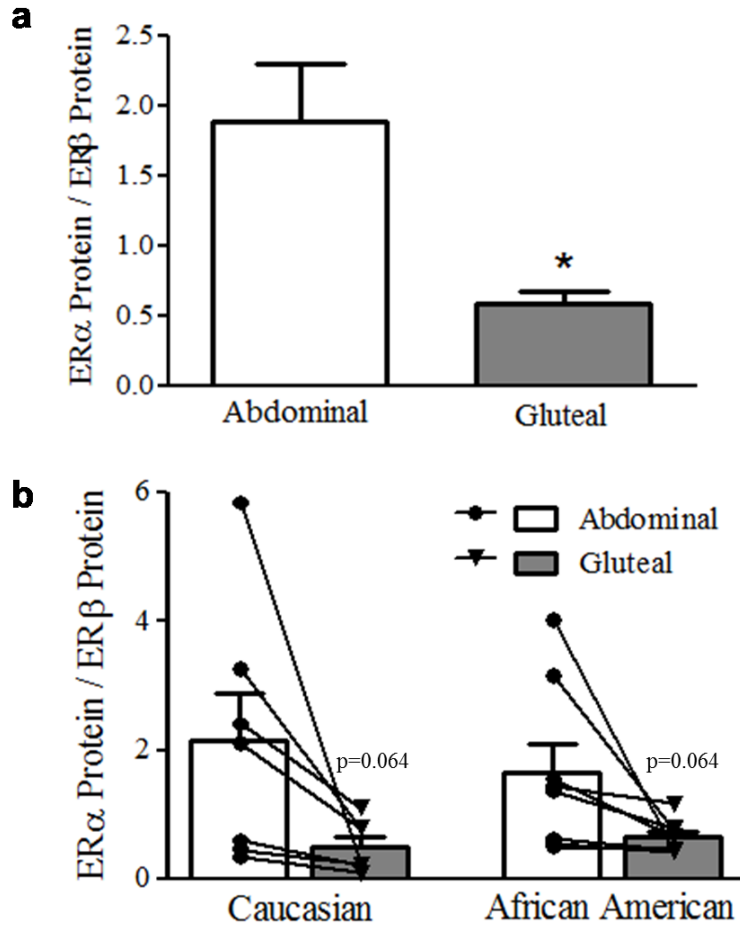 a
ERα Protein / ERβ Protein
2.5
2.0
1.5
1.0
0.5
0.0
*
Abdominal
Gluteal
b
ERα Protein / ERβ Protein
6
4
2
0
Abdominal
Gluteal
p=0.064
p=0.064
Caucasian
African American